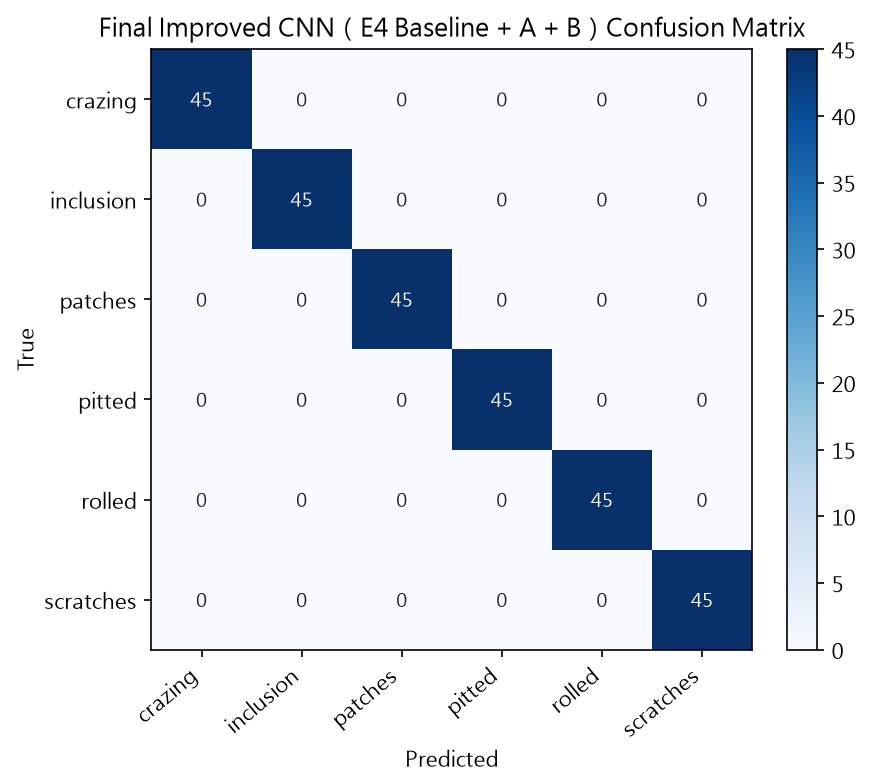 Final Improved CNN ( E4 Baseline + A + B ) Confusion Matrix
crazing 45 0 0 0 0 0
inclusion 0 45 0 0 0 0
patches 0 0 45 0 0 0
pitted 0 0 0 45 0 0
rolled 0 0 0 0 45 0
scratches 0 0 0 0 0 45
True
crazing inclusion patches pitted rolled scratches
Predicted
45
40
35
30
25
20
15
10
5
0